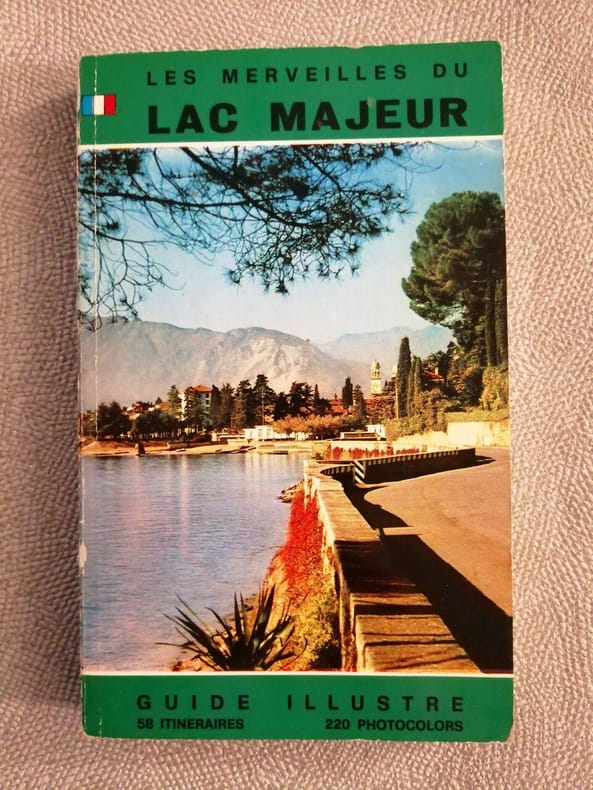 LES MERVEILLES DU
LAC MAJEUR
GUIDE ILLUSTRE
58 ITINERAIRES 220 PHOTOCOLORS